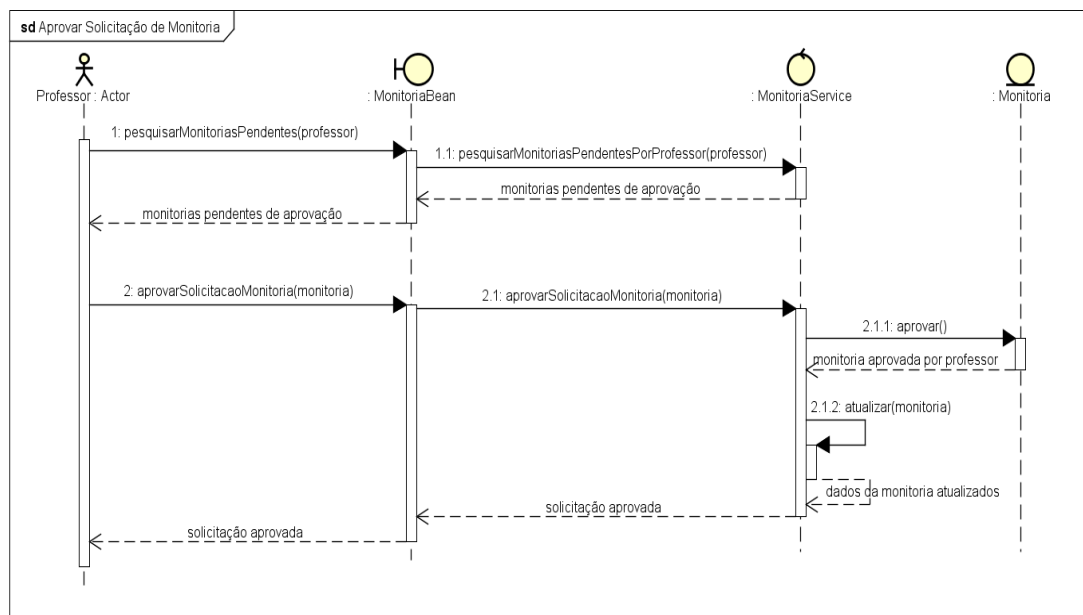 sd Aprovar Solicitação de Monitoria
Professor : Actor
: MonitoriaBean
: MonitoriaService
: Monitoria
1: pesquisarMonitoriasPendentes(professor)
1.1: pesquisarMonitoriasPendentesPorProfessor(professor)
monitorias pendentes de aprovação
monitorias pendentes de aprovação
2: aprovarSolicitacaoMonitoria(monitoria)
2.1: aprovarSolicitacaoMonitoria(monitoria)
2.1.1: aprovar()
monitoria aprovada por professor
2.1.2: atualizar(monitoria)
dados da monitoria atualizados
solicitação aprovada
solicitação aprovada